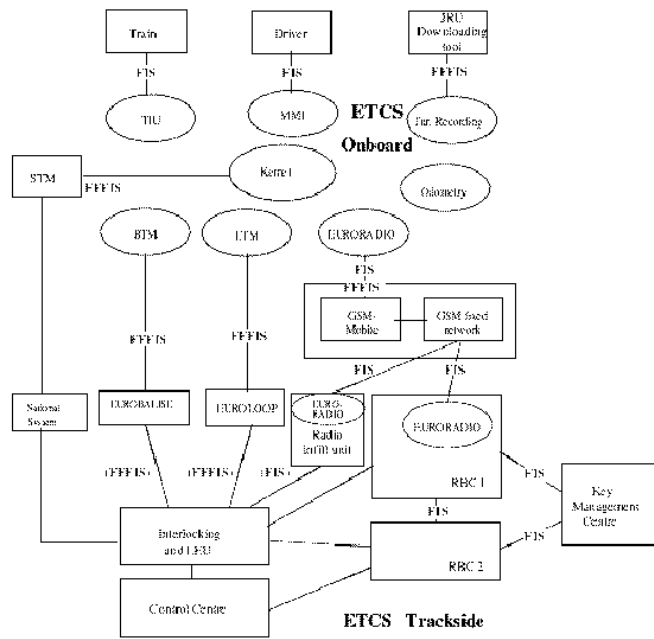 Train
Driver
JRU
Downloading
tool
FIS
FIS
FFFIS
TIU
MMI
ETCS
Onboard
Jur. Recording
Kernel
STM
FFFIS
Odometry
BTM
LTM
EURORADIO
FIS
FFFIS
GSM-
Mobile
GSM fixed
network
FFFIS
FFFIS
FIS
FIS
National
System
EUROBALISE
EUROLOOP
EURO-
RADIO
Radio
infill unit
EURORADIO
(FFFIS)
(FFFIS)
(FIS)
RBC 1
FIS
Key
Management
Centre
FIS
FIS
Interlocking
and LEU
RBC 2
Control Centre
ETCS Trackside